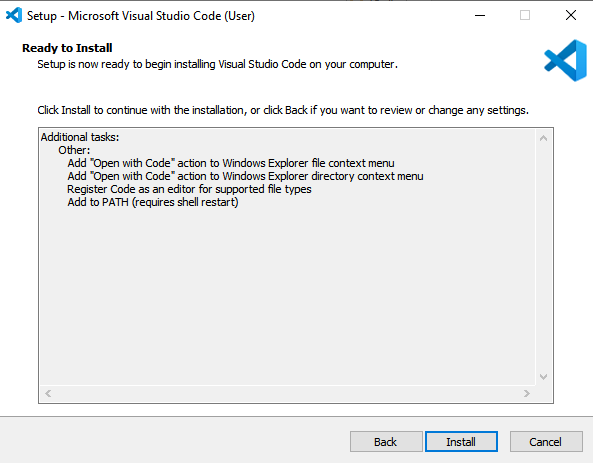 Setup - Microsoft Visual Studio Code (User)
Ready to Install
Setup is now ready to begin installing Visual Studio Code on your computer.
Click Install to continue with the installation, or click Back if you want to review or change any settings.
Additional tasks:
Other:
Add "Open with Code" action to Windows Explorer file context menu
Add "Open with Code" action to Windows Explorer directory context menu
Register Code as an editor for supported file types
Add to PATH (requires shell restart)
Back
Install
Cancel